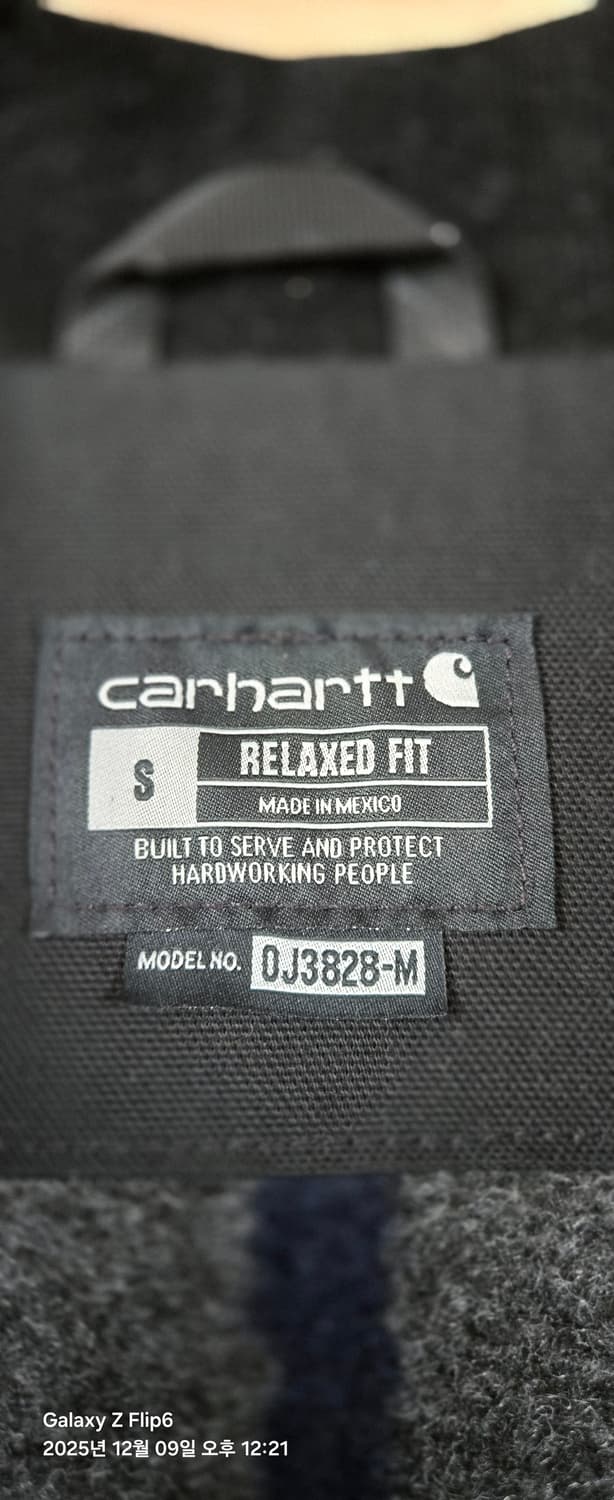 carhartt
S
RELAXED FIT
MADE IN MEXICO
BUILT TO SERVE AND PROTECT
HARDWORKING PEOPLE
MODEL NO. OJ3828-M
Galaxy Z Flip6
2025년 12월 09일 오후 12:21